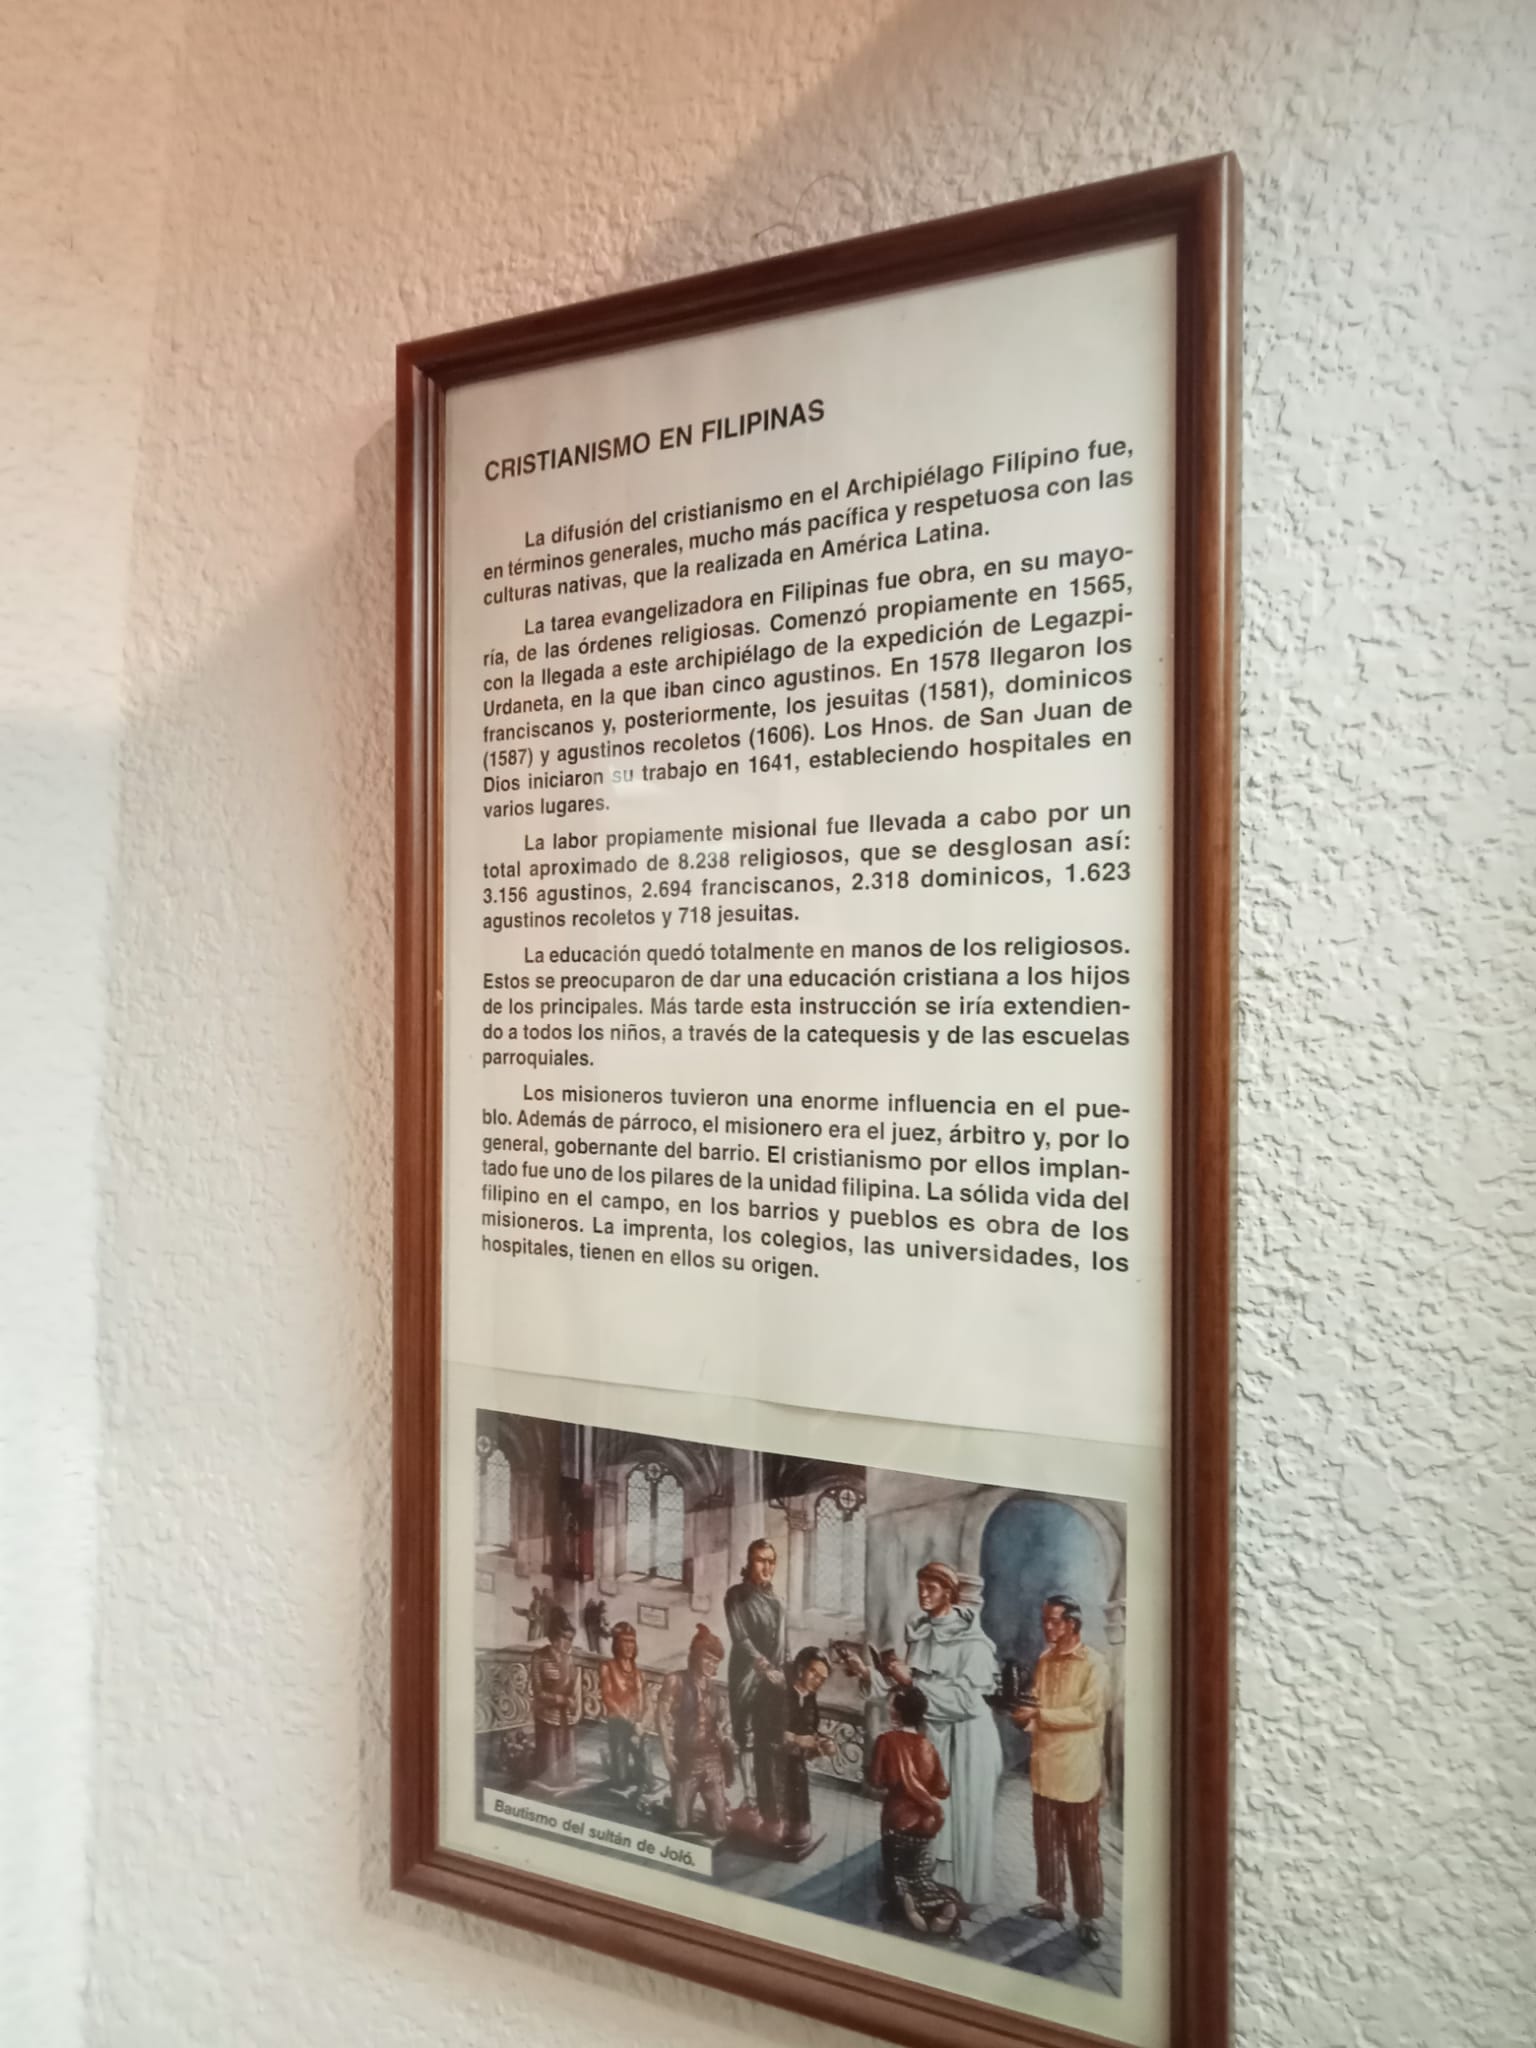 CRISTIANISMO EN FILIPINAS
La difusión del cristianismo en el Archipiélago Filipino fue,
en términos generales, mucho más pacífica y respetuosa con las
culturas nativas, que la realizada en América Latina.
La tarea evangelizadora en Filipinas fue obra, en su mayo-
ría, de las órdenes religiosas. Comenzó propiamente en 1565,
con la llegada a este archipiélago de la expedición de Legazpi-
Urdaneta, en la que iban cinco agustinos. En 1578 llegaron los
franciscanos y, posteriormente, los jesuitas (1581), dominicos
(1587) y agustinos recoletos (1606). Los Hnos. de San Juan de
Dios iniciaron su trabajo en 1641, estableciendo hospitales en
varios lugares.
La labor propiamente misional fue llevada a cabo por un
total aproximado de 8.238 religiosos, que se desglosan así:
3.156 agustinos, 2.694 franciscanos, 2.318 dominicos, 1.623
agustinos recoletos y 718 jesuitas.
La educación quedó totalmente en manos de los religiosos.
Estos se preocuparon de dar una educación cristiana a los hijos
de los principales. Más tarde esta instrucción se iría extendien-
do a todos los niños, a través de la catequesis y de las escuelas
parroquiales.
Los misioneros tuvieron una enorme influencia en el pue-
blo. Además de párroco, el misionero era el juez, árbitro y, por lo
general, gobernante del barrio. El cristianismo por ellos implan-
tado fue uno de los pilares de la unidad filipina. La sólida vida del
filipino en el campo, en los barrios y pueblos es obra de los
misioneros. La imprenta, los colegios, las universidades, los
hospitales, tienen en ellos su origen.
Bautismo del sultán de Joló.